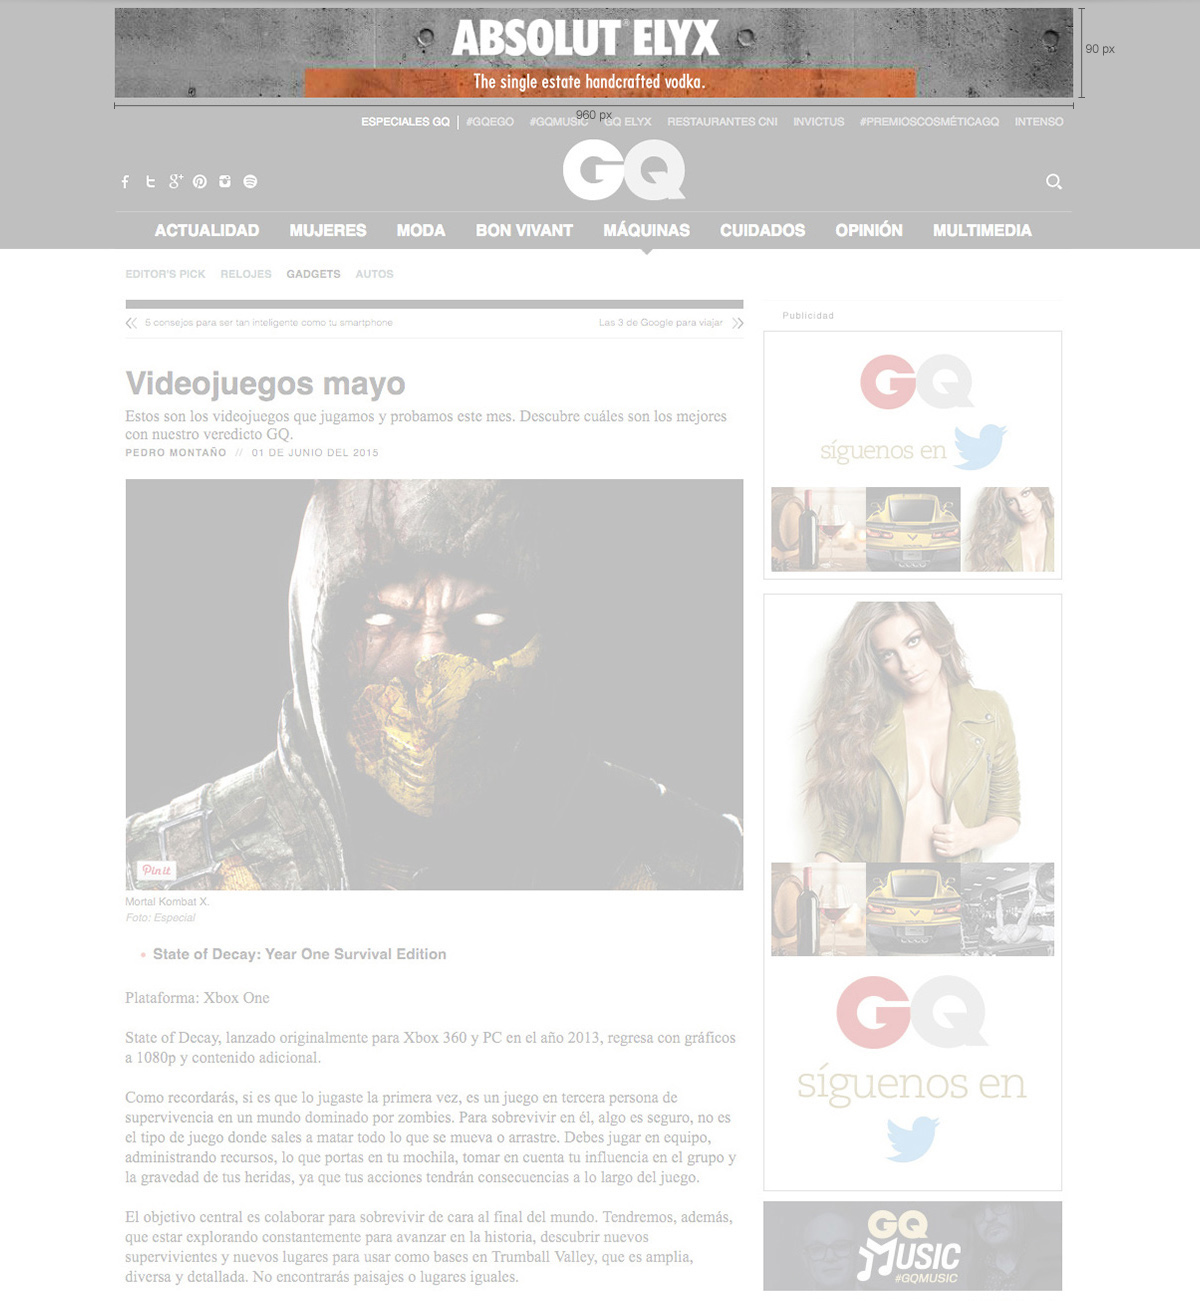 ABSOLUT® ELYX
The single estate handcrafted vodka.
90 px
960 px
ESPECIALES GQ #GQEGO #GQMUSIC GQ ELYX RESTAURANTES CNI INVICTUS #PREMIOSCOSMÉTICAGQ INTENSO
GQ
ACTUALIDAD MUJERES MODA BON VIVANT MÁQUINAS CUIDADOS OPINIÓN MULTIMEDIA
EDITOR'S PICK RELOJES GADGETS AUTOS
5 consejos para ser tan inteligente como tu smartphone
Las 3 de Google para viajar
Videojuegos mayo
Estos son los videojuegos que jugamos y probamos este mes. Descubre cuáles son los mejores
con nuestro veredicto GQ.
PEDRO MONTAÑO // 01 DE JUNIO DEL 2015
Pinit
Mortal Kombat X.
Foto: Especial
State of Decay: Year One Survival Edition
Plataforma: Xbox One
State of Decay, lanzado originalmente para Xbox 360 y PC en el año 2013, regresa con gráficos
a 1080p y contenido adicional.
Como recordarás, si es que lo jugaste la primera vez, es un juego en tercera persona de
supervivencia en un mundo dominado por zombies. Para sobrevivir en él, algo es seguro, no es
el tipo de juego donde sales a matar todo lo que se mueva o arrastre. Debes jugar en equipo,
administrando recursos, lo que portas en tu mochila, tomar en cuenta tu influencia en el grupo y
la gravedad de tus heridas, ya que tus acciones tendrán consecuencias a lo largo del juego.
El objetivo central es colaborar para sobrevivir de cara al final del mundo. Tendremos, además,
que estar explorando constantemente para avanzar en la historia, descubrir nuevos
supervivientes y nuevos lugares para usar como bases en Trumball Valley, que es amplia,
diversa y detallada. No encontrarás paisajes o lugares iguales.
Publicidad
GQ
síguenos en
GQ
síguenos en
GQ
MUSIC
#GQMUSIC